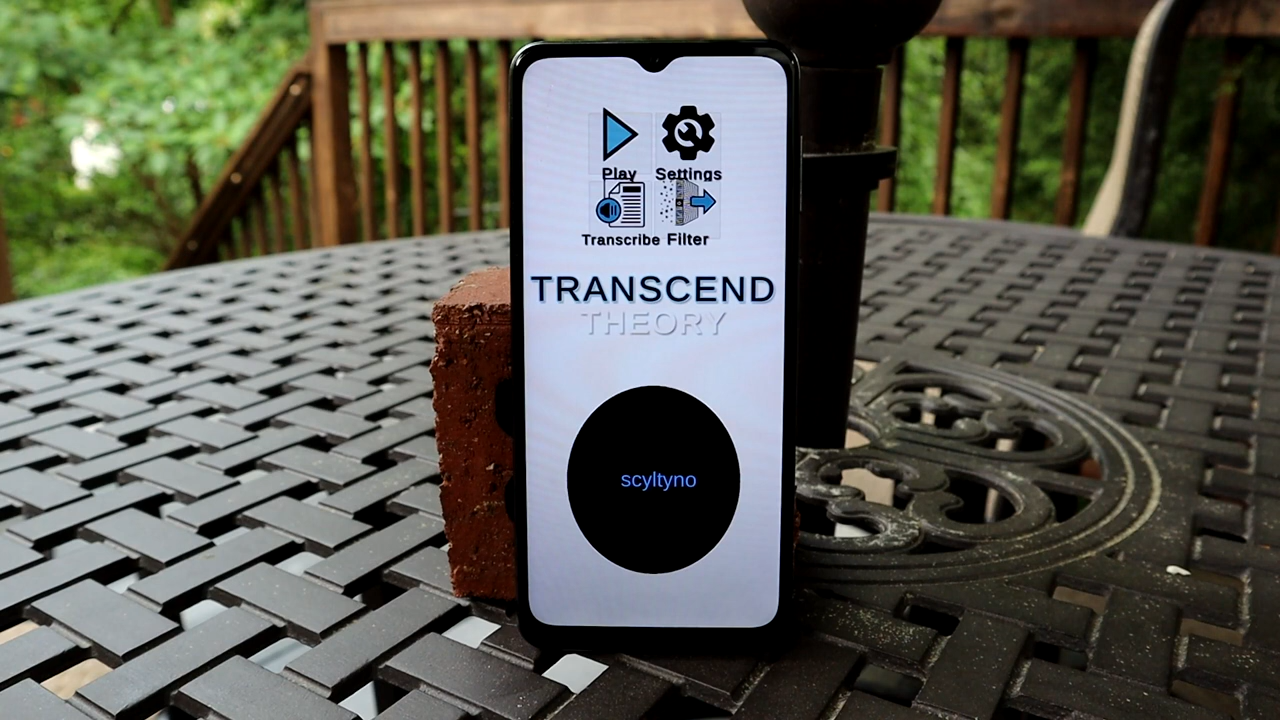 Play Settings
Transcribe Filter
TRANSCEND
THEORY
scyltyno